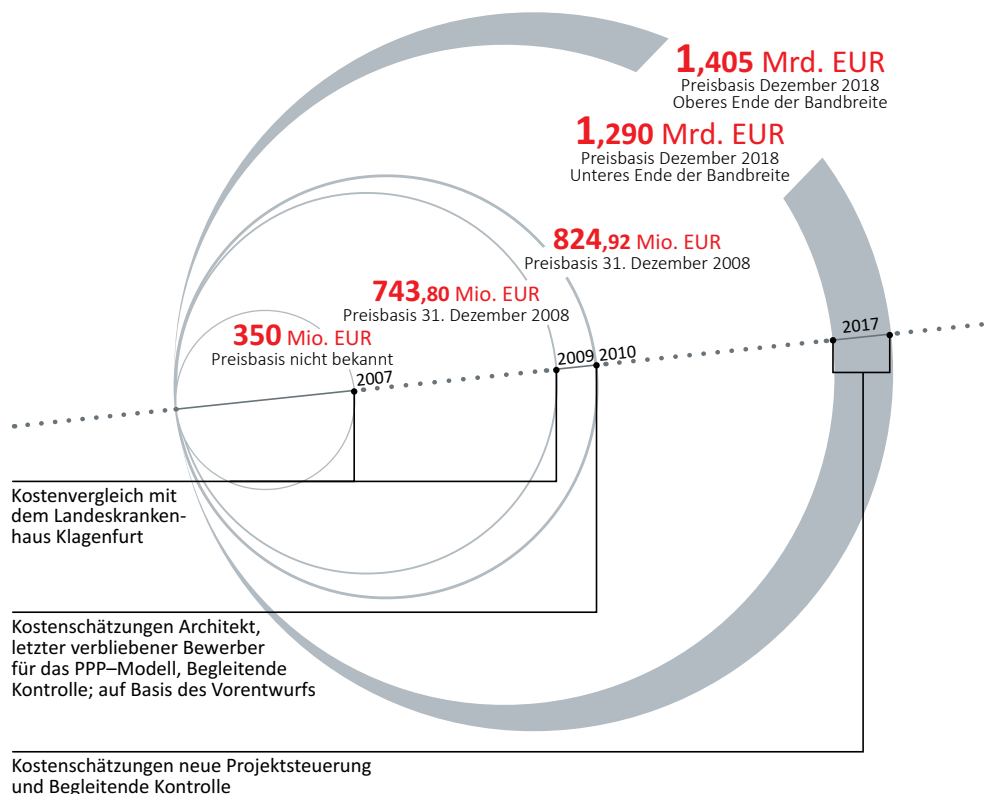 1,405 Mrd. EUR
Preisbasis Dezember 2018
Oberes Ende der Bandbreite
1,290 Mrd. EUR
Preisbasis Dezember 2018
Unteres Ende der Bandbreite
824,92 Mio. EUR
Preisbasis 31. Dezember 2008
743,80 Mio. EUR
Preisbasis 31. Dezember 2008
350 Mio. EUR
Preisbasis nicht bekannt
2007
2009
2010
2017
Kostenvergleich mit
dem Landeskranken-
haus Klagenfurt
Kostenschätzungen Architekt,
letzter verbliebener Bewerber
für das PPP–Modell, Begleitende
Kontrolle; auf Basis des Vorentwurfs
Kostenschätzungen neue Projektsteuerung
und Begleitende Kontrolle